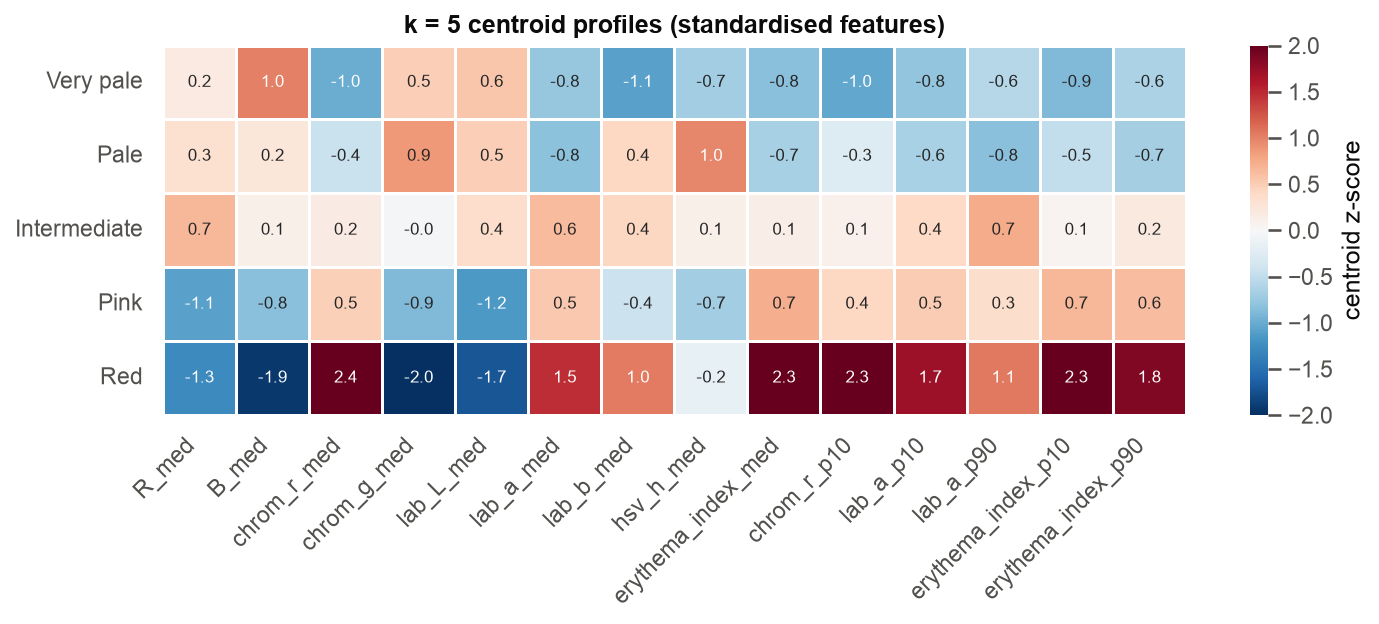 k = 5 centroid profiles (standardised features)
Very pale 0.2 1.0 -1.0 0.5 0.6 -0.8 -1.1 -0.7 -0.8 -1.0 -0.8 -0.6 -0.9 -0.6
Pale 0.3 0.2 -0.4 0.9 0.5 -0.8 0.4 1.0 -0.7 -0.3 -0.6 -0.8 -0.5 -0.7
Intermediate 0.7 0.1 0.2 -0.0 0.4 0.6 0.4 0.1 0.1 0.1 0.4 0.7 0.1 0.2
Pink -1.1 -0.8 0.5 -0.9 -1.2 0.5 -0.4 -0.7 0.7 0.4 0.5 0.3 0.7 0.6
Red -1.3 -1.9 2.4 -2.0 -1.7 1.5 1.0 -0.2 2.3 2.3 1.7 1.1 2.3 1.8
R_med
B_med
chrom_r_med
chrom_g_med
lab_L_med
lab_a_med
lab_b_med
hsv_h_med
erythema_index_med
chrom_r_p10
lab_a_p10
lab_a_p90
erythema_index_p10
erythema_index_p90
2.0
1.5
1.0
0.5
0.0
−0.5
−1.0
−1.5
−2.0
centroid z-score